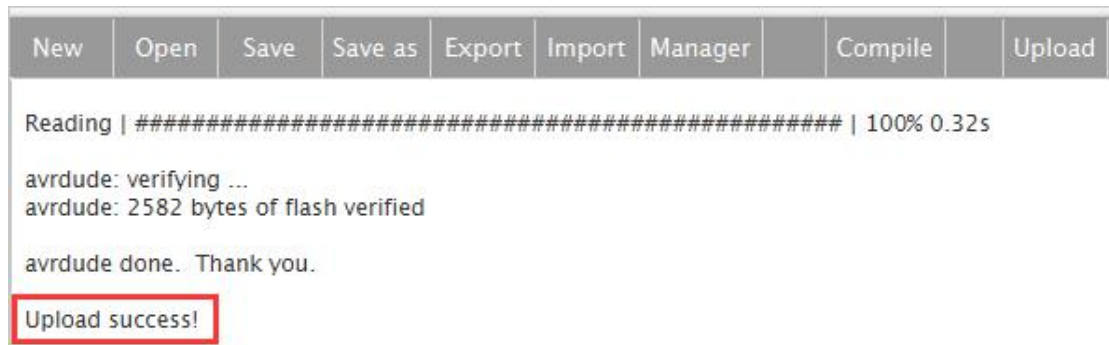 New Open Save Save as Export Import Manager Compile Upload
Reading | ################################################## | 100% 0.32s
avrdude: verifying ...
avrdude: 2582 bytes of flash verified
avrdude done.  Thank you.
Upload success!